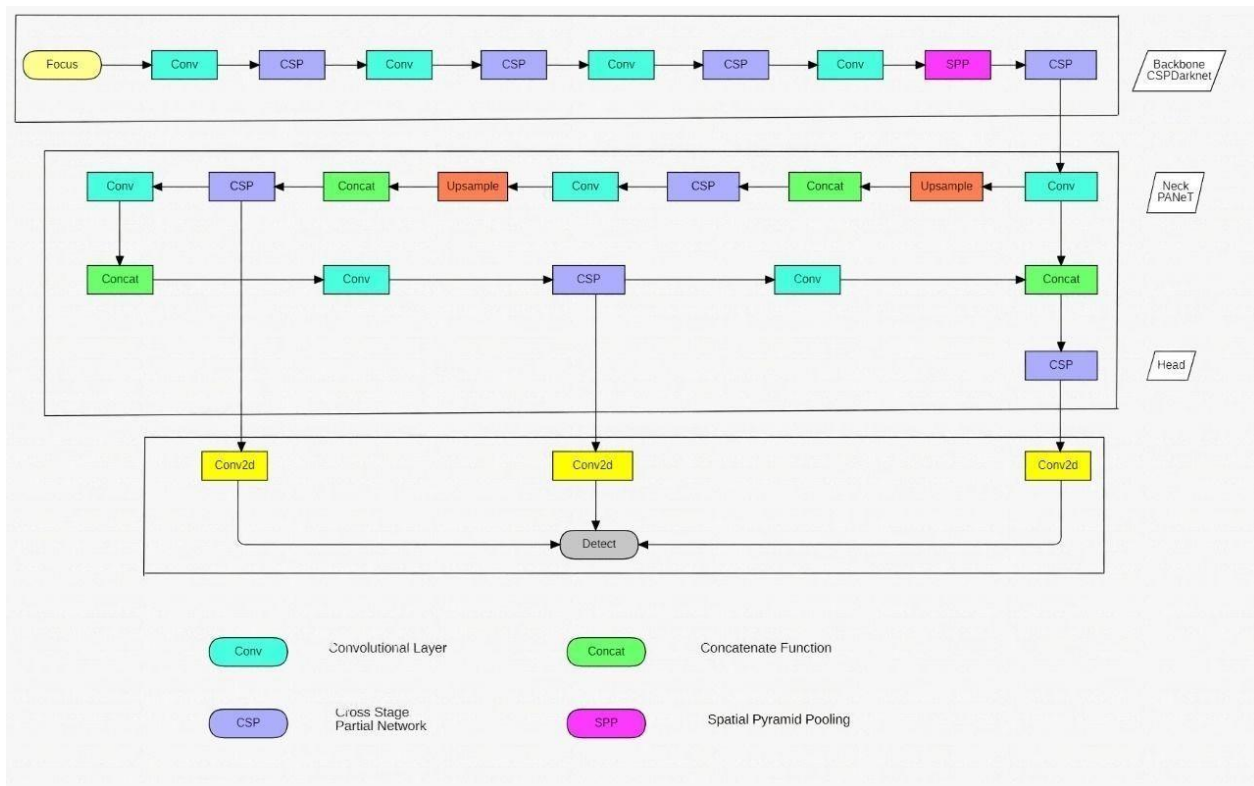 Focus
Conv
CSP
Conv
CSP
Conv
CSP
Conv
SPP
CSP
Backbone
CSPDarknet
Conv
CSP
Concat
Upsample
Conv
CSP
Concat
Upsample
Conv
Neck
PANeT
Concat
Conv
CSP
Conv
Concat
CSP
Head
Conv2d
Conv2d
Conv2d
Detect
Conv
Convolutional Layer
Concat
Concatenate Function
CSP
Cross Stage
Partial Network
SPP
Spatial Pyramid Pooling